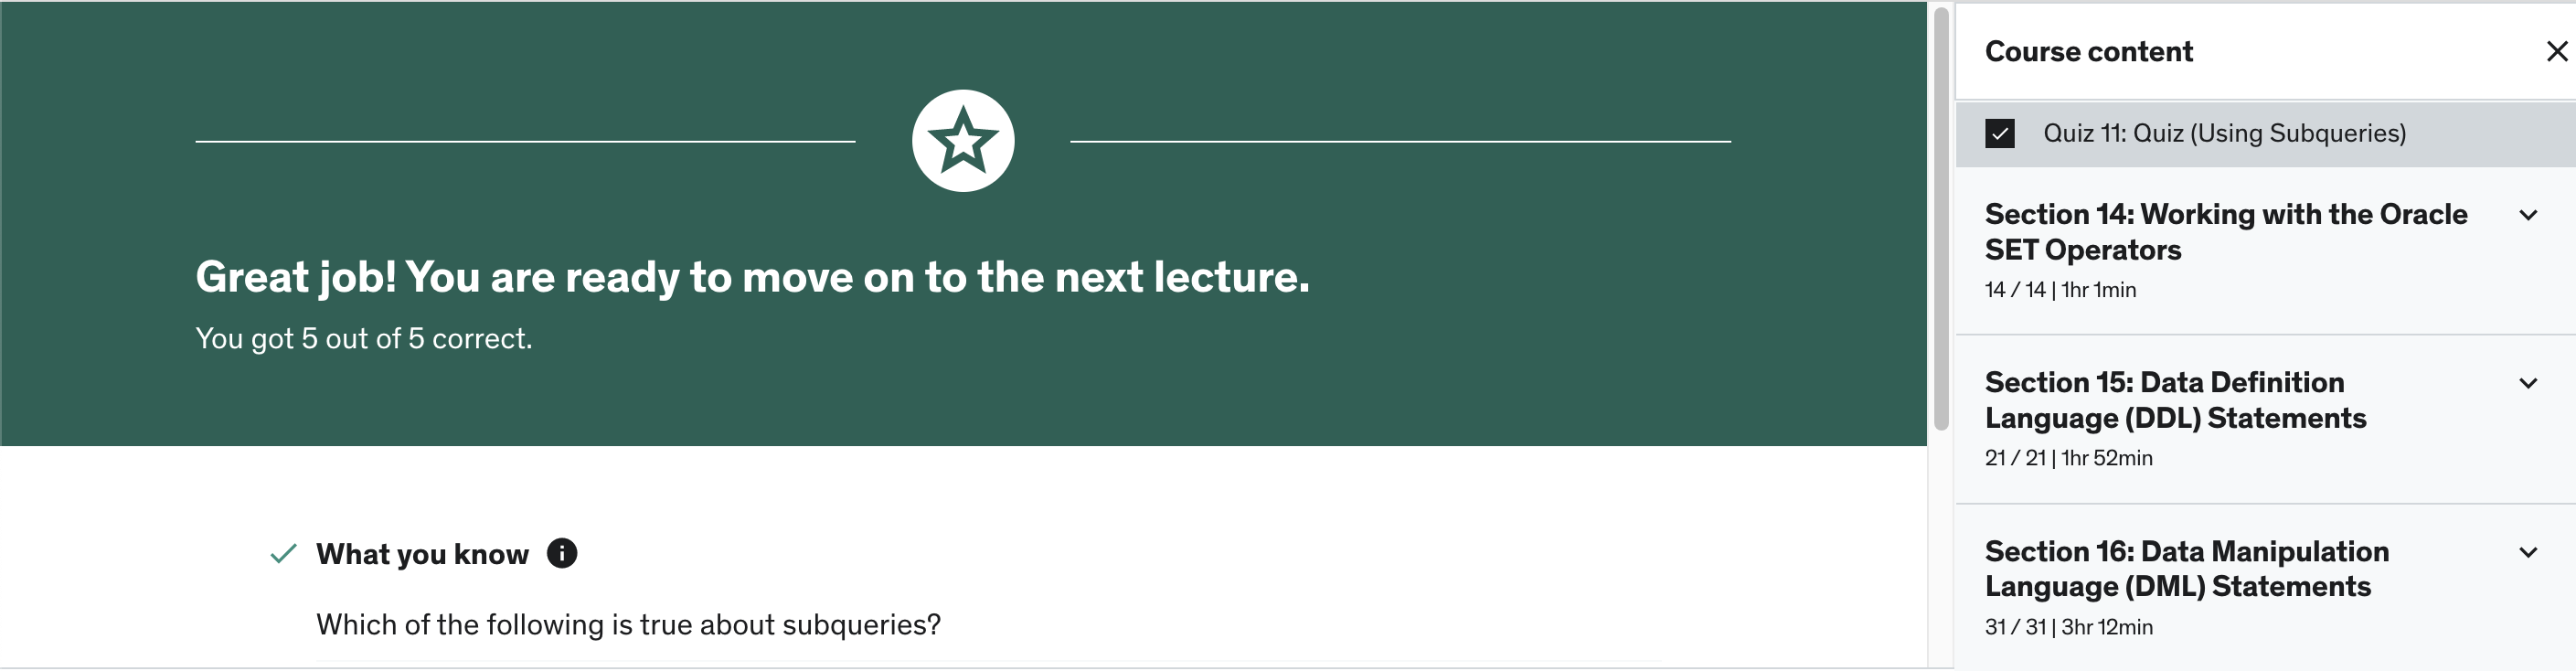 Great job! You are ready to move on to the next lecture.
You got 5 out of 5 correct.
What you know
Which of the following is true about subqueries?
Course content
Quiz 11: Quiz (Using Subqueries)
Section 14: Working with the Oracle
SET Operators
14 / 14 | 1hr 1min
Section 15: Data Definition
Language (DDL) Statements
21 / 21 | 1hr 52min
Section 16: Data Manipulation
Language (DML) Statements
31 / 31 | 3hr 12min